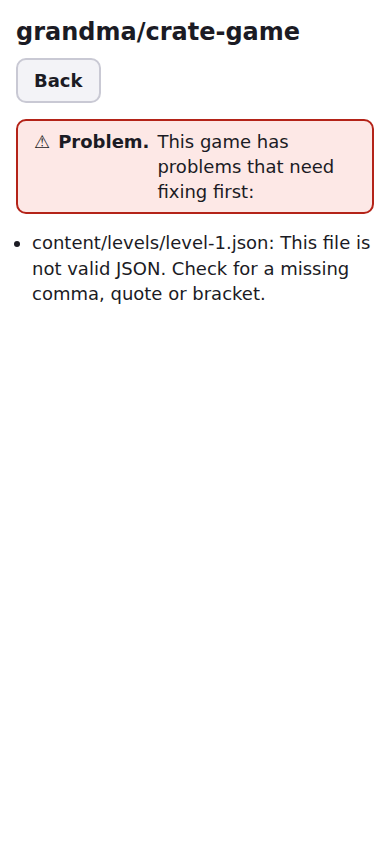 grandma/crate-game
Back
⚠ Problem. This game has
problems that need
fixing first:
• content/levels/level-1.json: This file is
not valid JSON. Check for a missing
comma, quote or bracket.